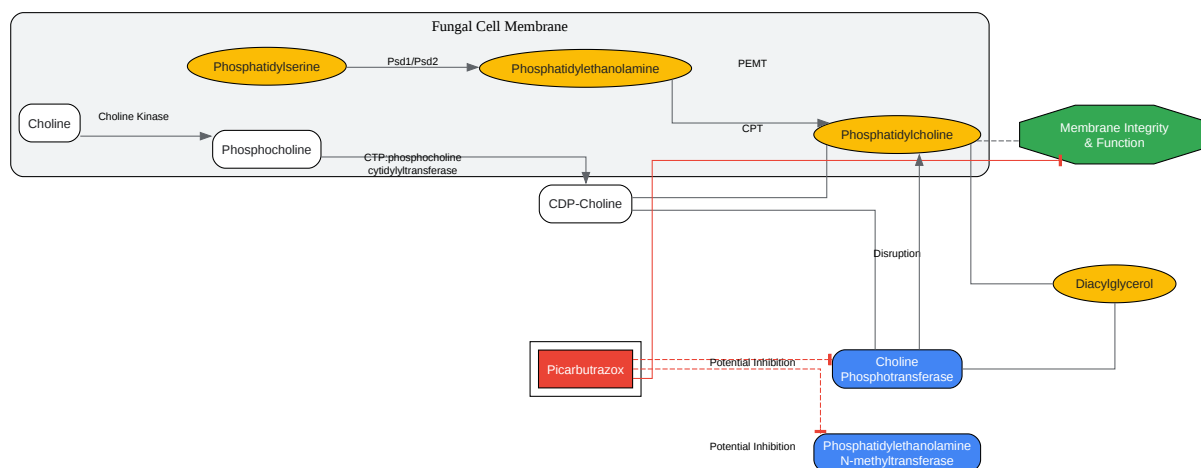 Fungal Cell Membrane
Phosphatidylserine
Psd1/Psd2
Phosphatidylethanolamine
PEMT
Choline
Choline Kinase
Phosphocholine
CTP:phosphocholine
cytidylyltransferase
CPT
Phosphatidylcholine
Membrane Integrity
& Function
CDP-Choline
Disruption
Diacylglycerol
Picarbutrazox
Potential Inhibition
Choline
Phosphotransferase
Potential Inhibition
Phosphatidylethanolamine
N-methyltransferase